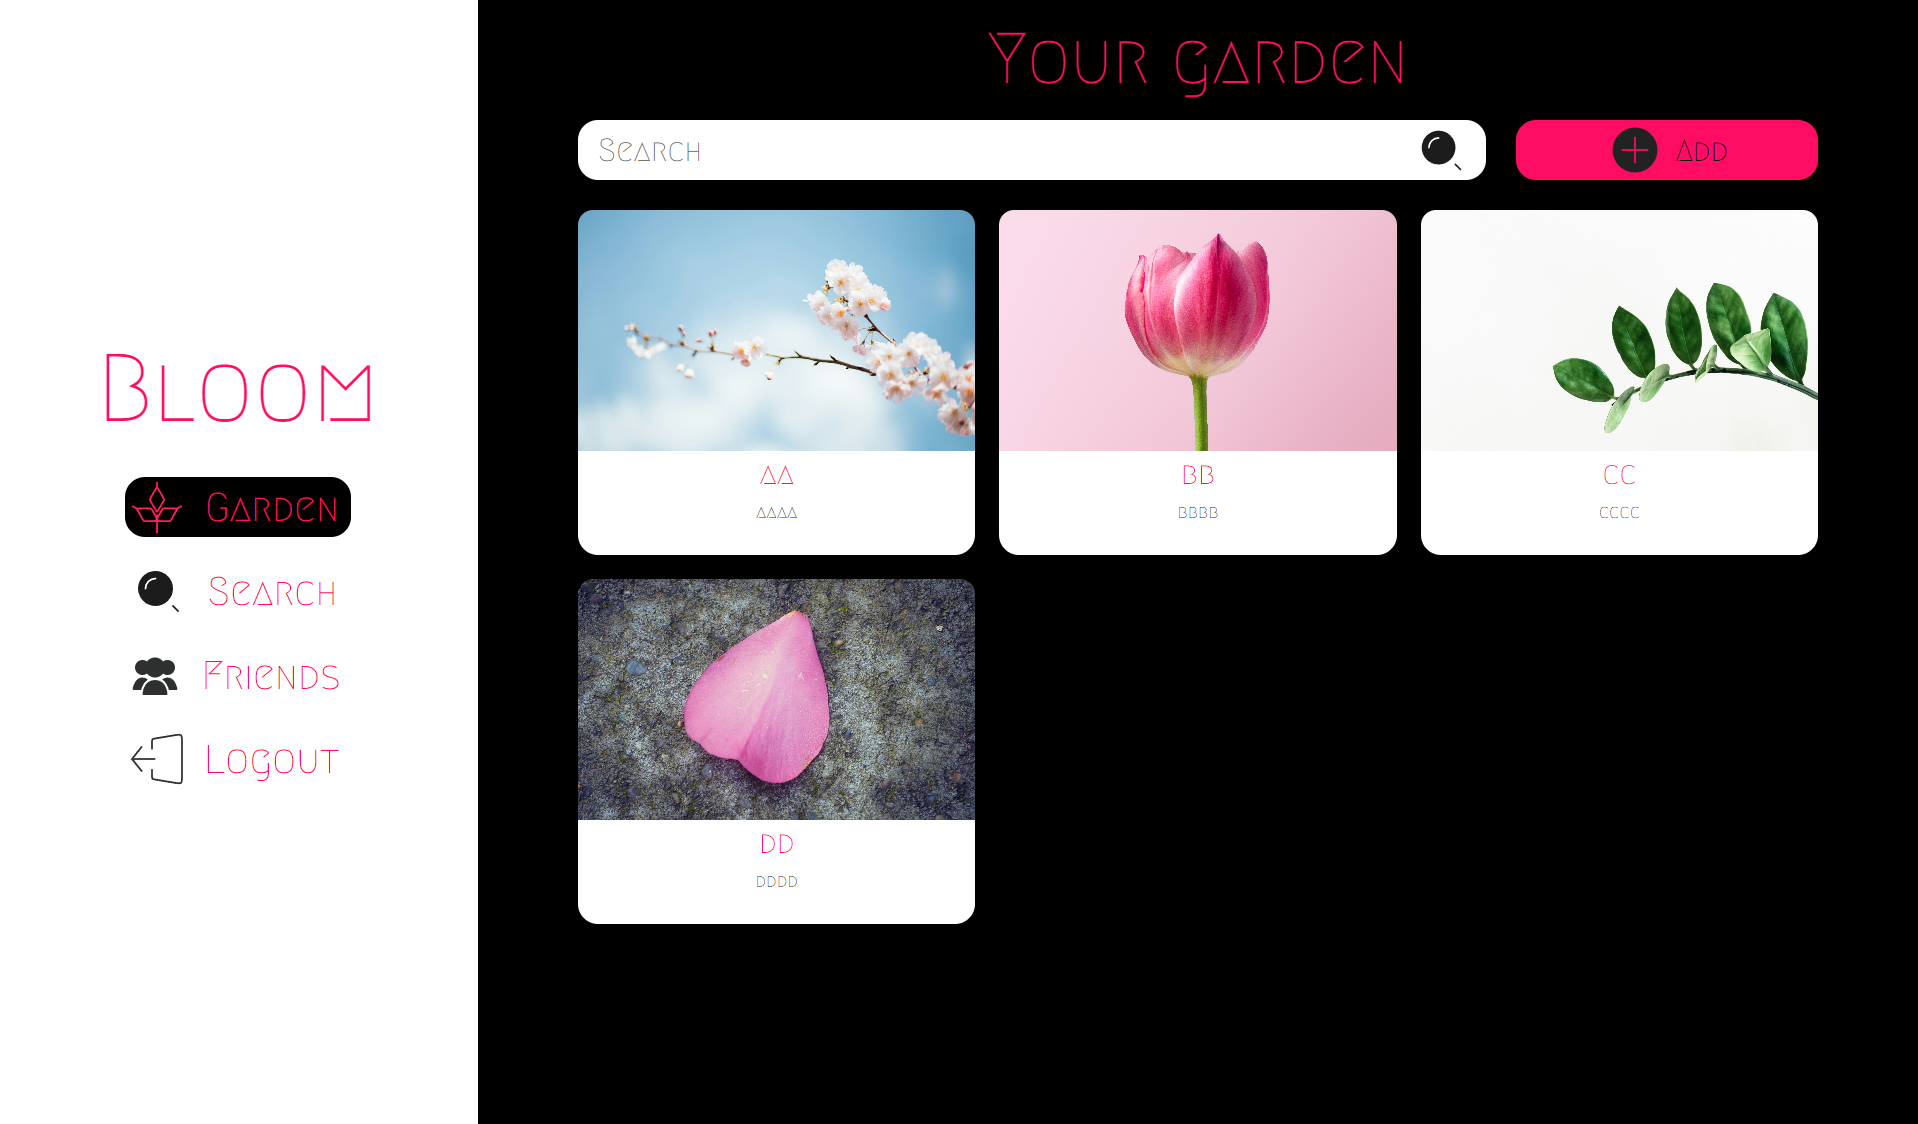 Bloom
Garden
Search
Friends
Logout
Your garden
Search
Add
AA
AAAA
BB
BBBB
CC
CCCC
DD
DDDD